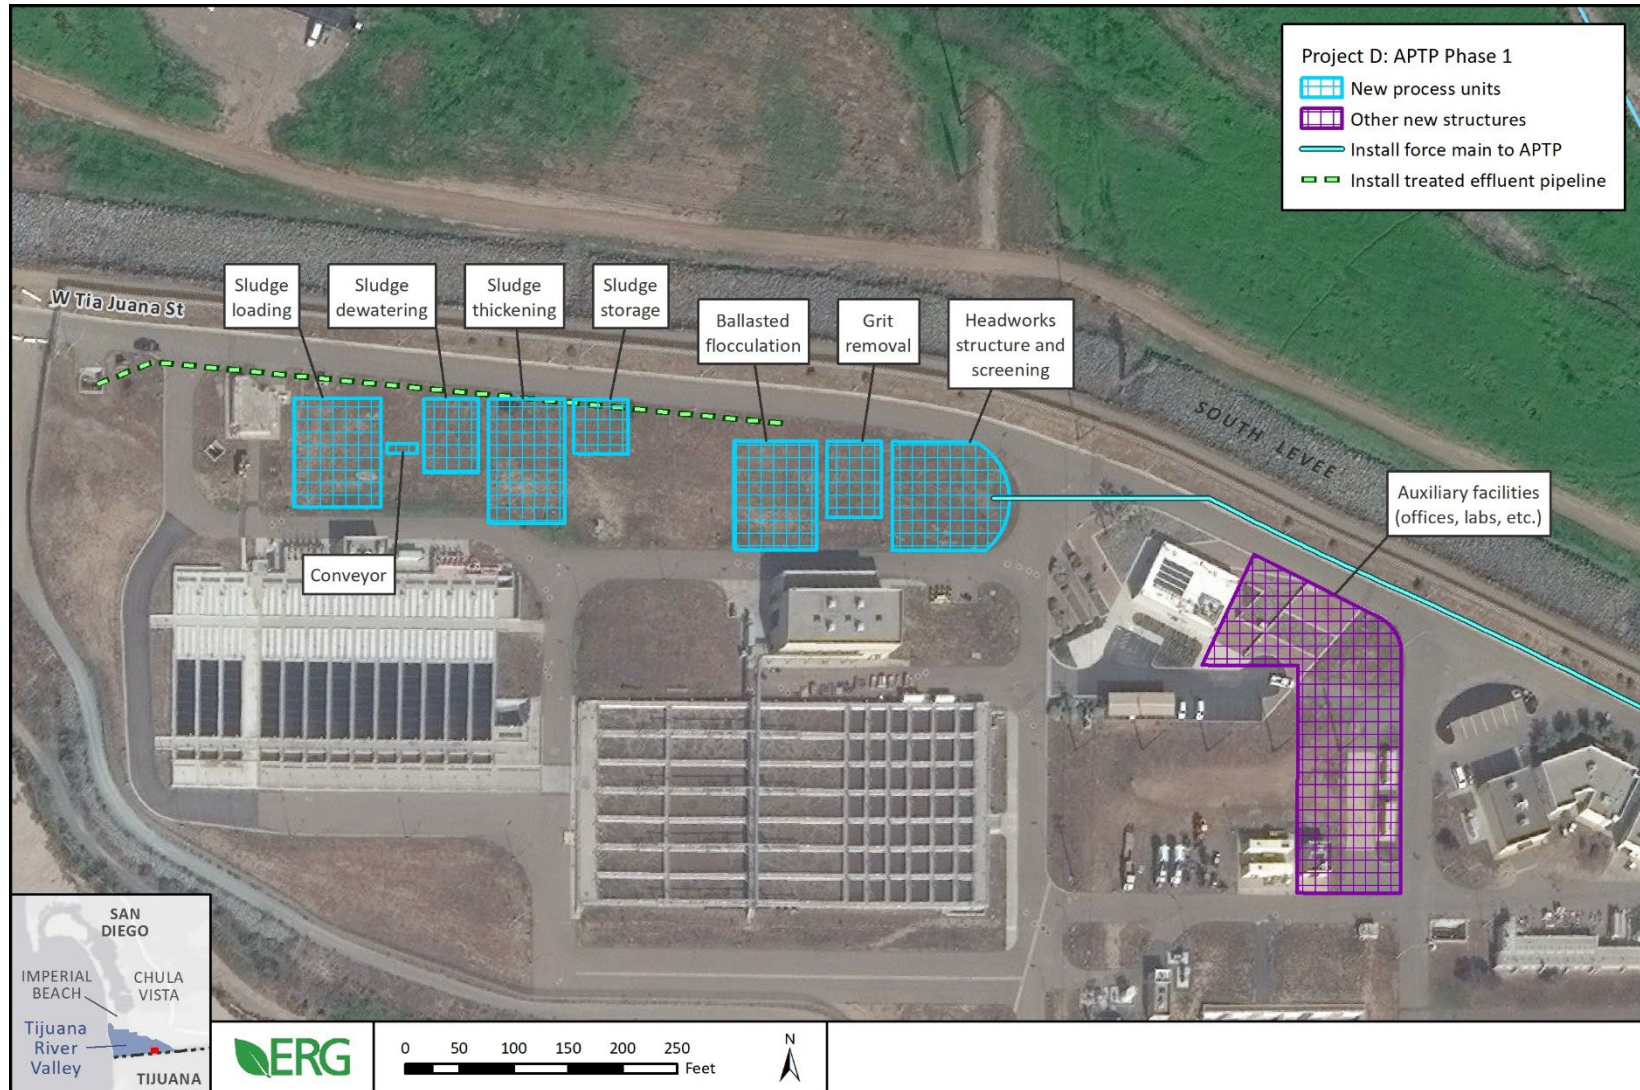 Project D: APTP Phase 1
New process units
Other new structures
Install force main to APTP
Install treated effluent pipeline
W Tia Juana St
Sludge
loading
Sludge
dewatering
Sludge
thickening
Sludge
storage
Ballasted
flocculation
Grit
removal
Headworks
structure and
screening
SOUTH LEVEE
Auxiliary facilities
(offices, labs, etc.)
Conveyor
SAN
DIEGO
IMPERIAL
BEACH
CHULA
VISTA
Tijuana
River
Valley
TIJUANA
ERG
0 50 100 150 200 250
Feet
N